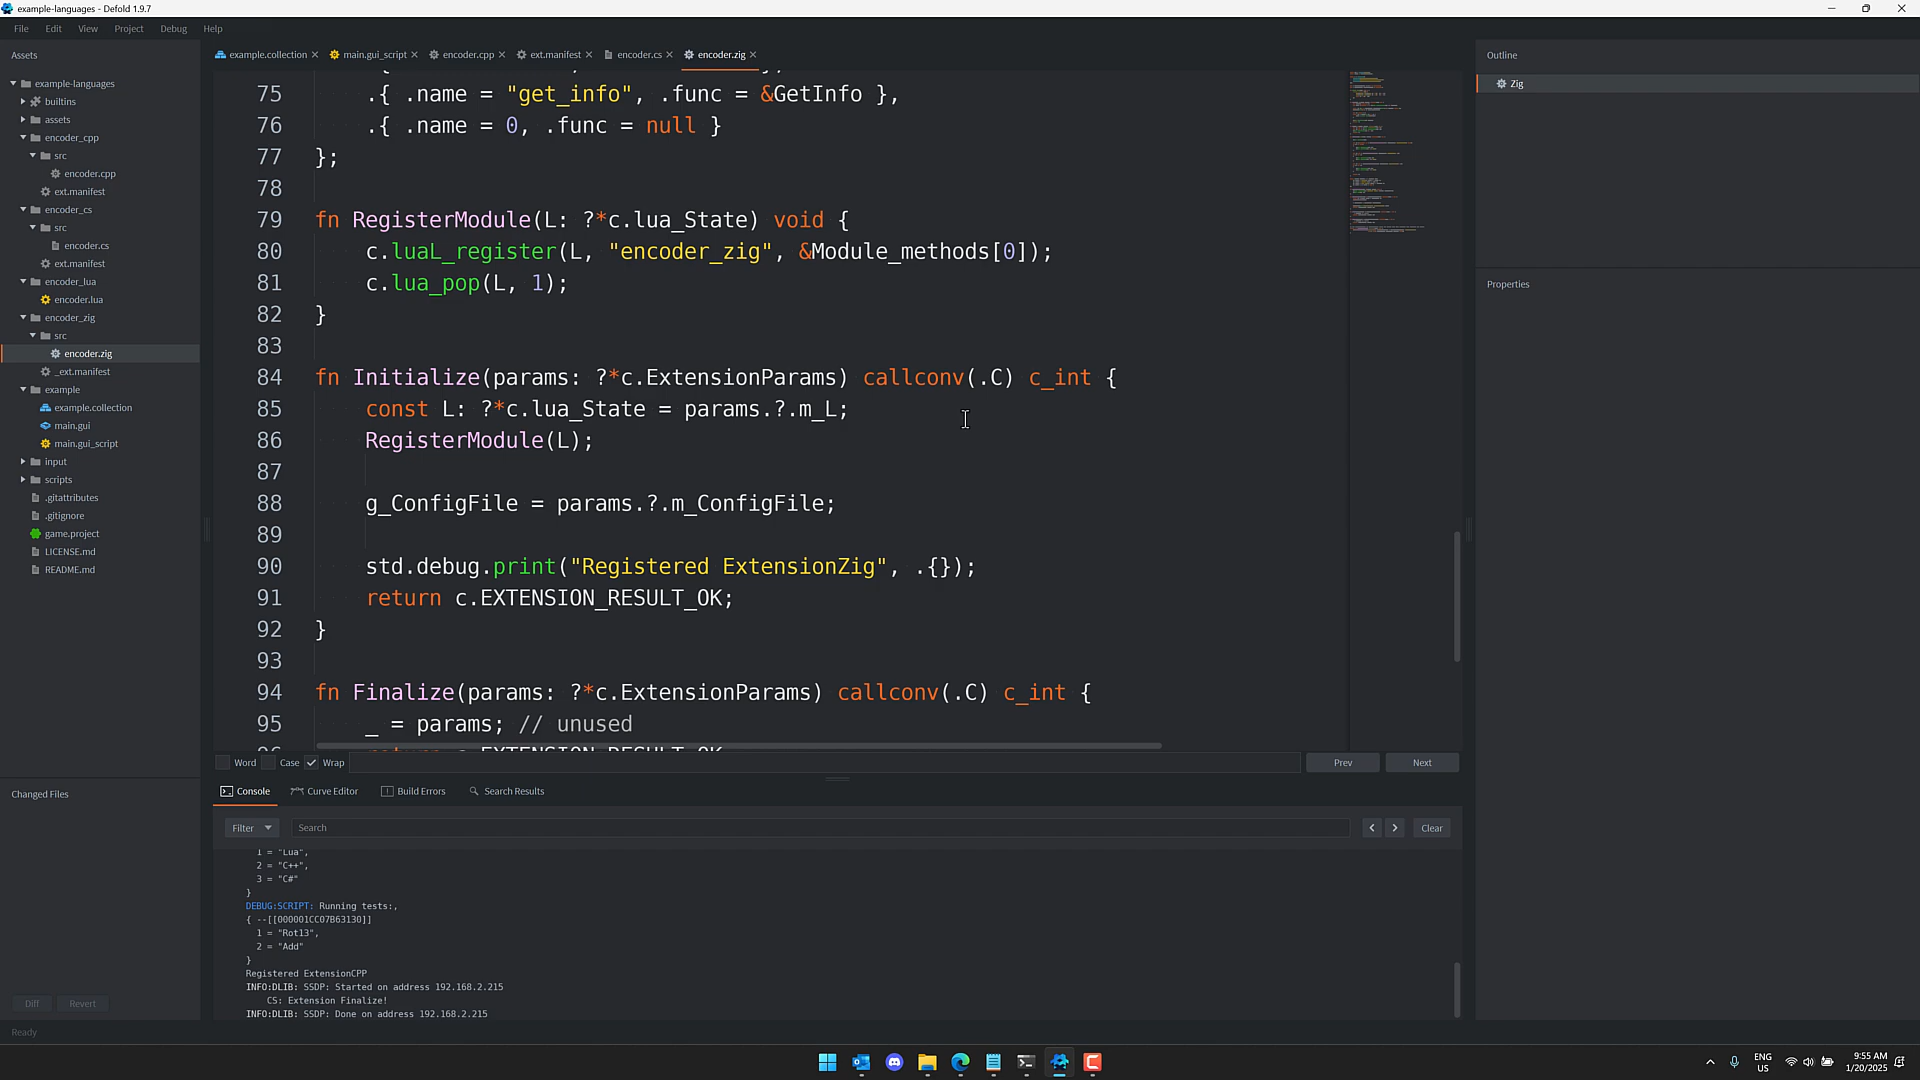 example-languages - Defold 1.9.7
File Edit View Project Debug Help
Assets
example-languages
builtins
assets
encoder_cpp
src
encoder.cpp
ext.manifest
encoder_cs
src
encoder.cs
ext.manifest
encoder_lua
encoder.lua
encoder_zig
src
encoder.zig
_ext.manifest
example
example.collection
main.gui
main.gui_script
input
scripts
.gitattributes
.gitignore
game.project
LICENSE.md
README.md
Changed Files
Diff Revert
Ready
example.collection × main.gui_script × encoder.cpp × ext.manifest × encoder.cs × encoder.zig ×
75 .{ .name = "get_info", .func = &GetInfo },
76 .{ .name = 0, .func = null }
77 };
78
79 fn RegisterModule(L: ?*c.lua_State) void {
80 c.luaL_register(L, "encoder_zig", &Module_methods[0]);
81 c.lua_pop(L, 1);
82 }
83
84 fn Initialize(params: ?*c.ExtensionParams) callconv(.C) c_int {
85 const L: ?*c.lua_State = params.?.m_L;
86 RegisterModule(L);
87
88 g_ConfigFile = params.?.m_ConfigFile;
89
90 std.debug.print("Registered ExtensionZig", .{});
91 return c.EXTENSION_RESULT_OK;
92 }
93
94 fn Finalize(params: ?*c.ExtensionParams) callconv(.C) c_int {
95 _ = params; // unused
96 return c.EXTENSION_RESULT_OK
Word Case Wrap Prev Next
Console Curve Editor Build Errors Search Results
Filter Search Clear
1 = "Lua",
2 = "C++",
3 = "C#"
}
DEBUG:SCRIPT: Running tests:,
{ --[[000001CC07B63130]]
1 = "Rot13",
2 = "Add"
}
Registered ExtensionCPP
INFO:DLIB: SSDP: Started on address 192.168.2.215
CS: Extension Finalize!
INFO:DLIB: SSDP: Done on address 192.168.2.215
Outline
Zig
Properties
ENG
US
9:55 AM
1/20/2025